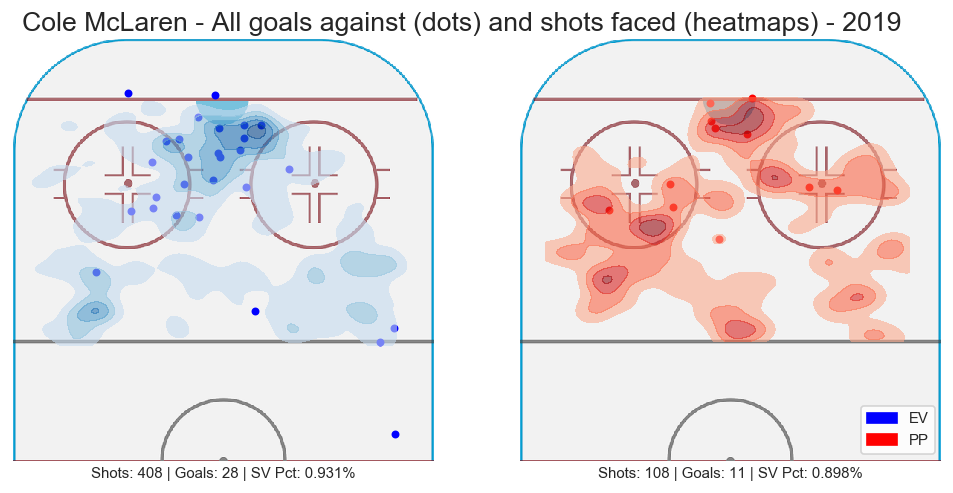 Cole McLaren - All goals against (dots) and shots faced (heatmaps) - 2019
EV
PP
Shots: 408 | Goals: 28 | SV Pct: 0.931%
Shots: 108 | Goals: 11 | SV Pct: 0.898%